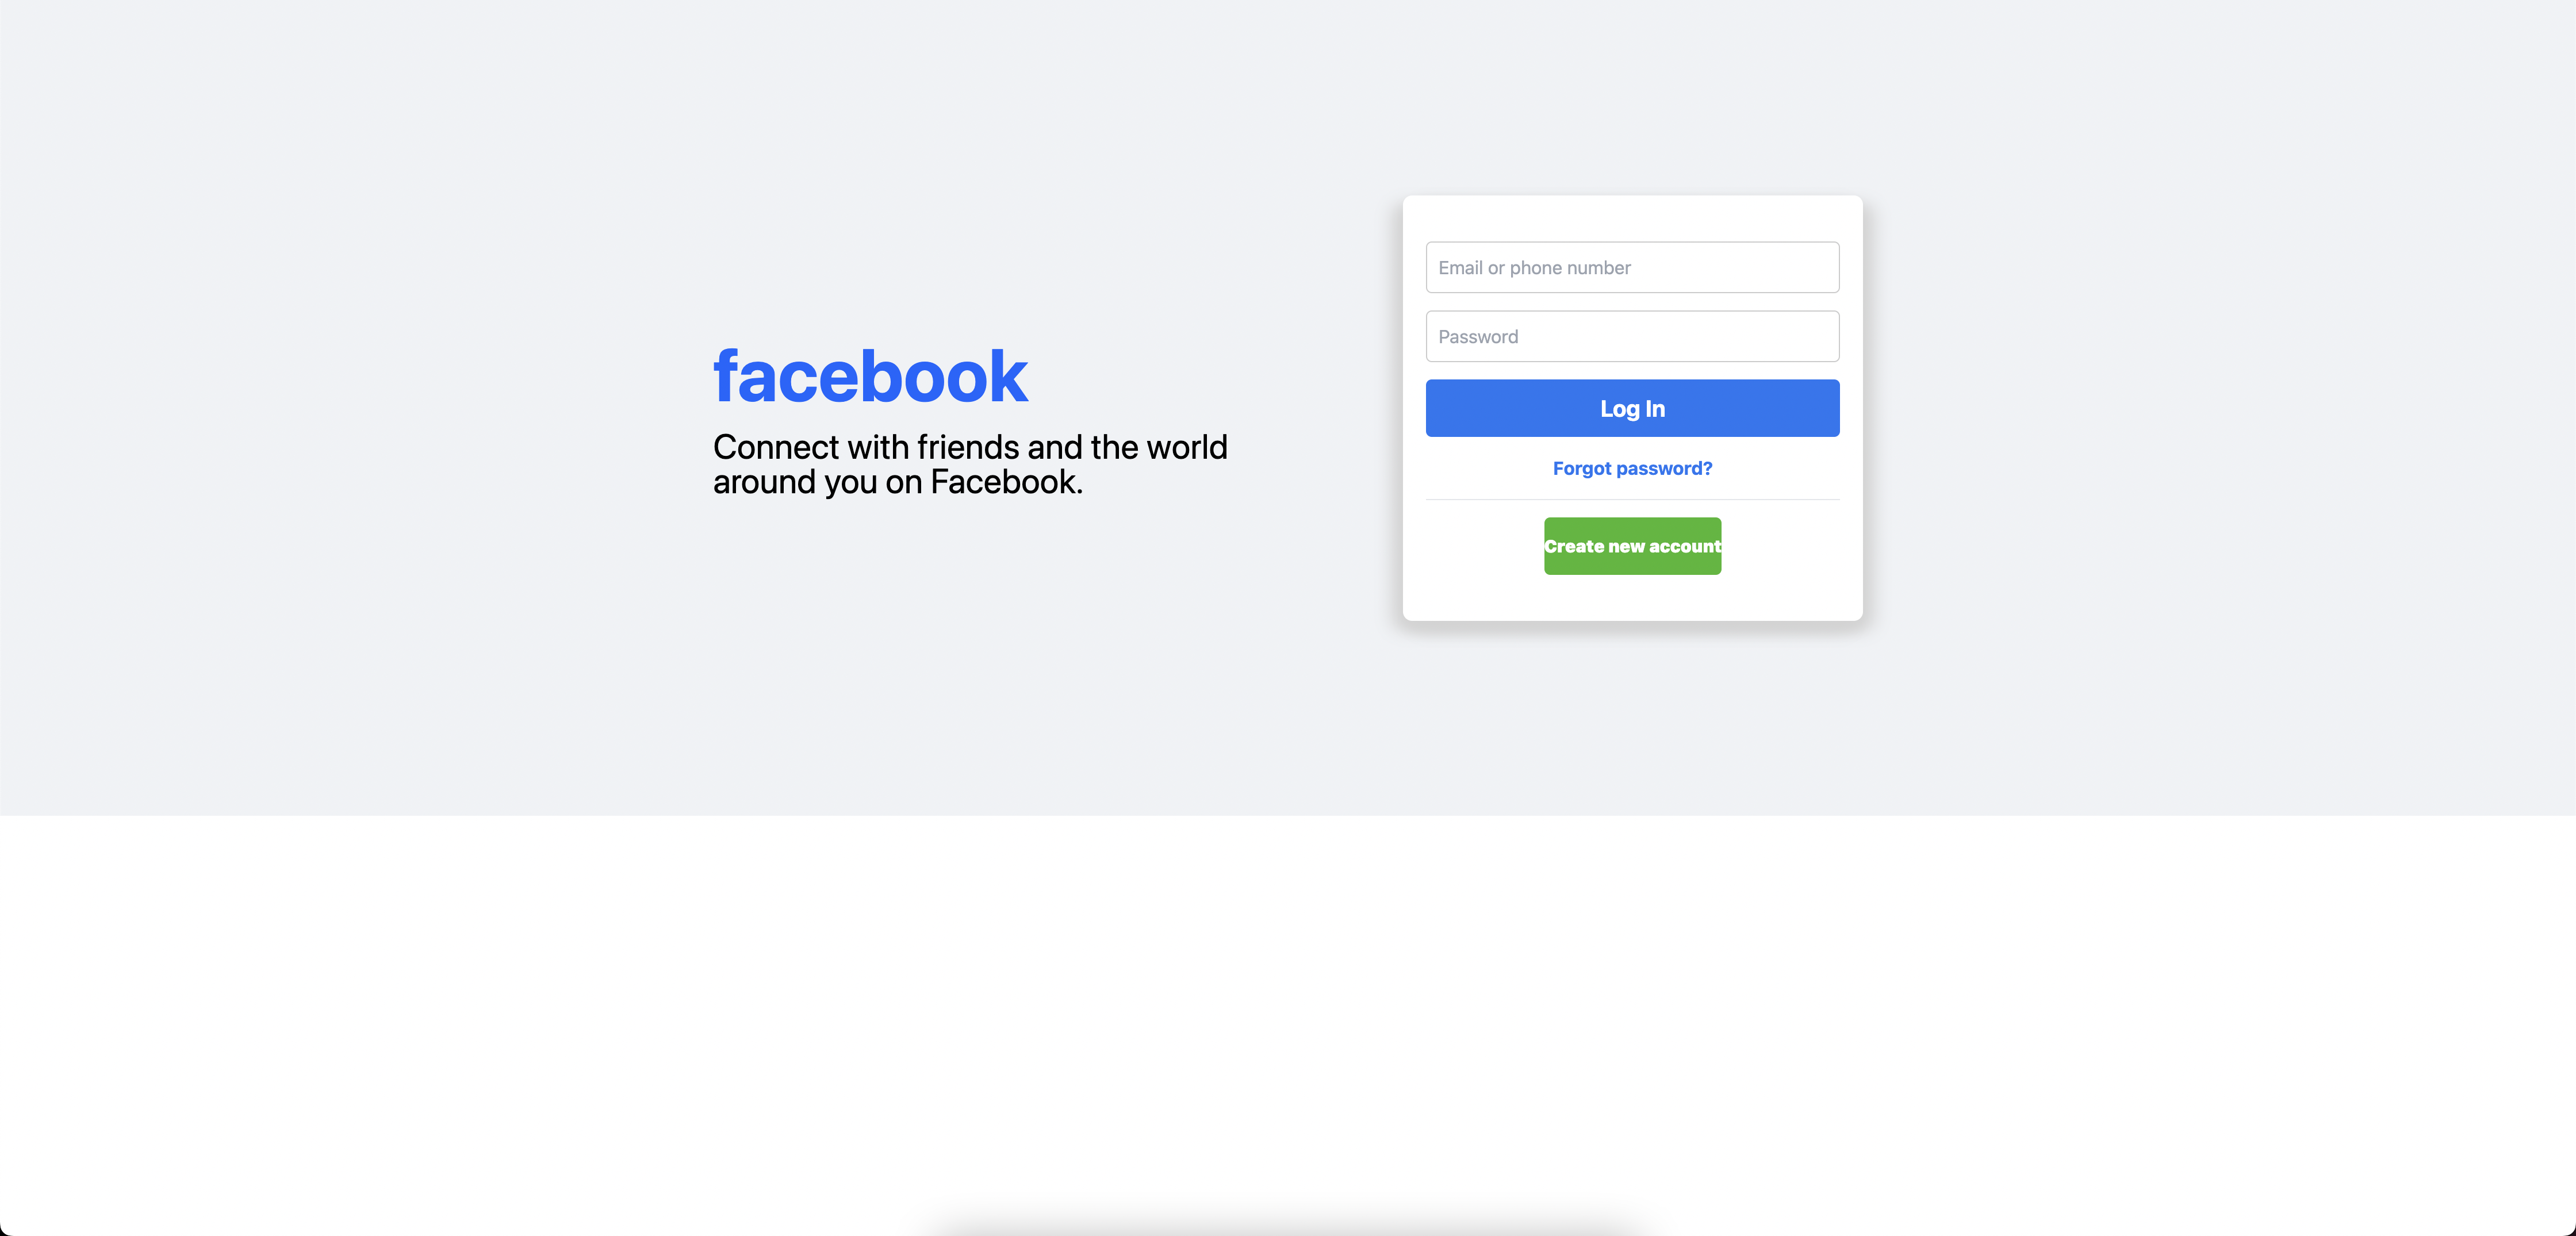 facebook
Connect with friends and the world
around you on Facebook.
Email or phone number
Password
Log In
Forgot password?
Create new account